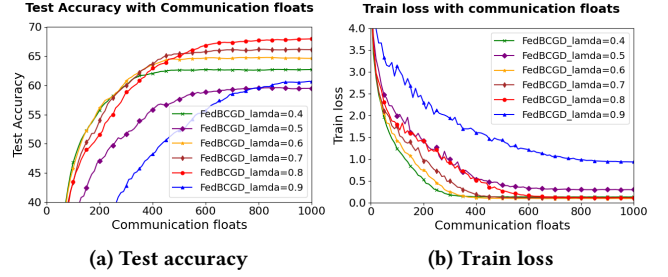 Test Accuracy with Communication floats
Test Accuracy
70
65
60
55
50
45
40
FedBCGD_lamda=0.4
FedBCGD_lamda=0.5
FedBCGD_lamda=0.6
FedBCGD_lamda=0.7
FedBCGD_lamda=0.8
FedBCGD_lamda=0.9
0
200
400
600
800
1000
Communication floats
(a) Test accuracy
Train loss with communication floats
Train loss
4.0
3.5
3.0
2.5
2.0
1.5
1.0
0.5
0.0
FedBCGD_lamda=0.4
FedBCGD_lamda=0.5
FedBCGD_lamda=0.6
FedBCGD_lamda=0.7
FedBCGD_lamda=0.8
FedBCGD_lamda=0.9
0
200
400
600
800
1000
Communication floats
(b) Train loss